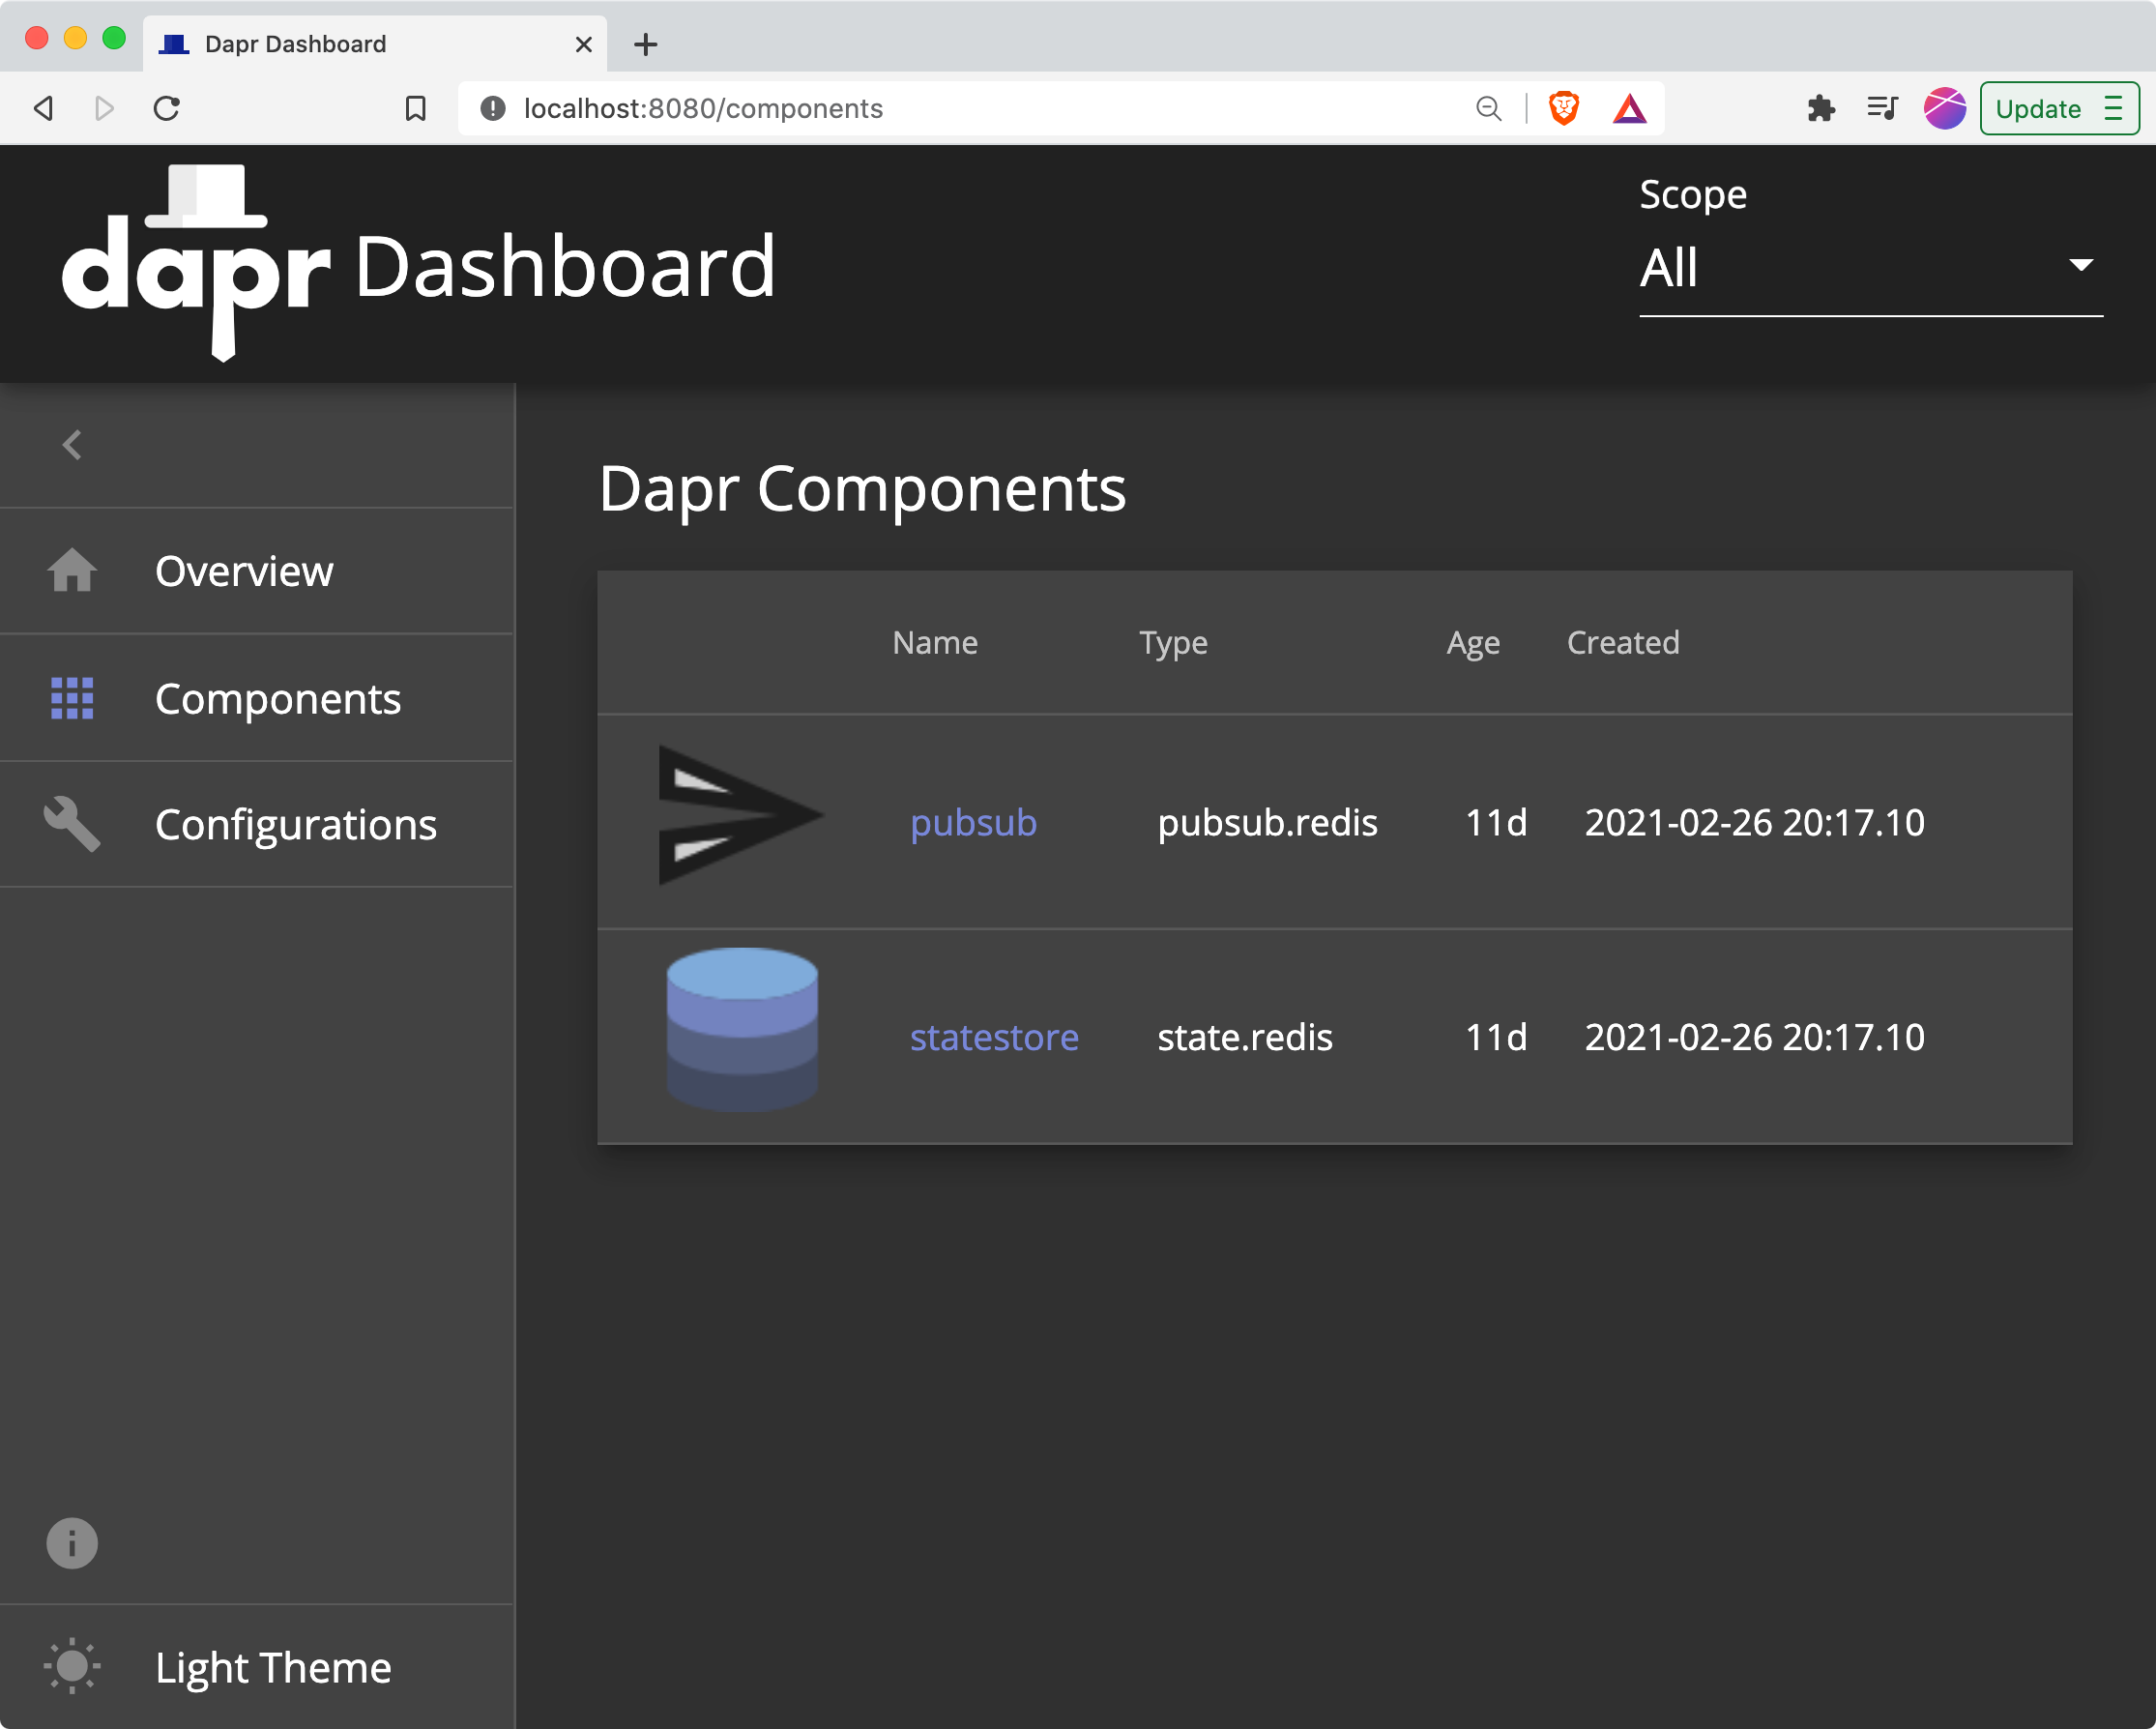 Dapr Dashboard
localhost:8080/components
Update
dapr Dashboard
Scope
All
Overview
Components
Configurations
Dapr Components
Name Type Age Created
pubsub pubsub.redis 11d 2021-02-26 20:17.10
statestore state.redis 11d 2021-02-26 20:17.10
Light Theme